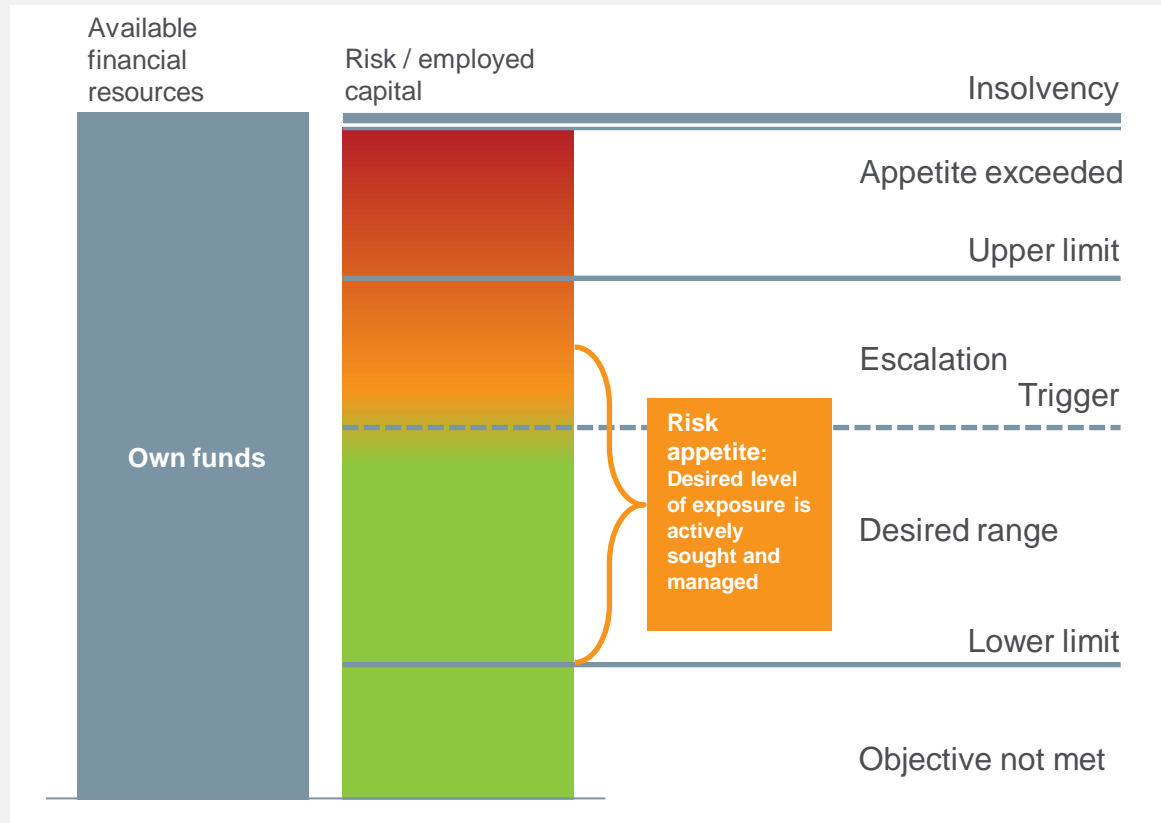 Available
financial
resources
Risk / employed
capital
Insolvency
Appetite exceeded
Upper limit
Escalation
Trigger
Own funds
Risk
appetite:
Desired level
of exposure is
actively
sought and
managed
Desired range
Lower limit
Objective not met